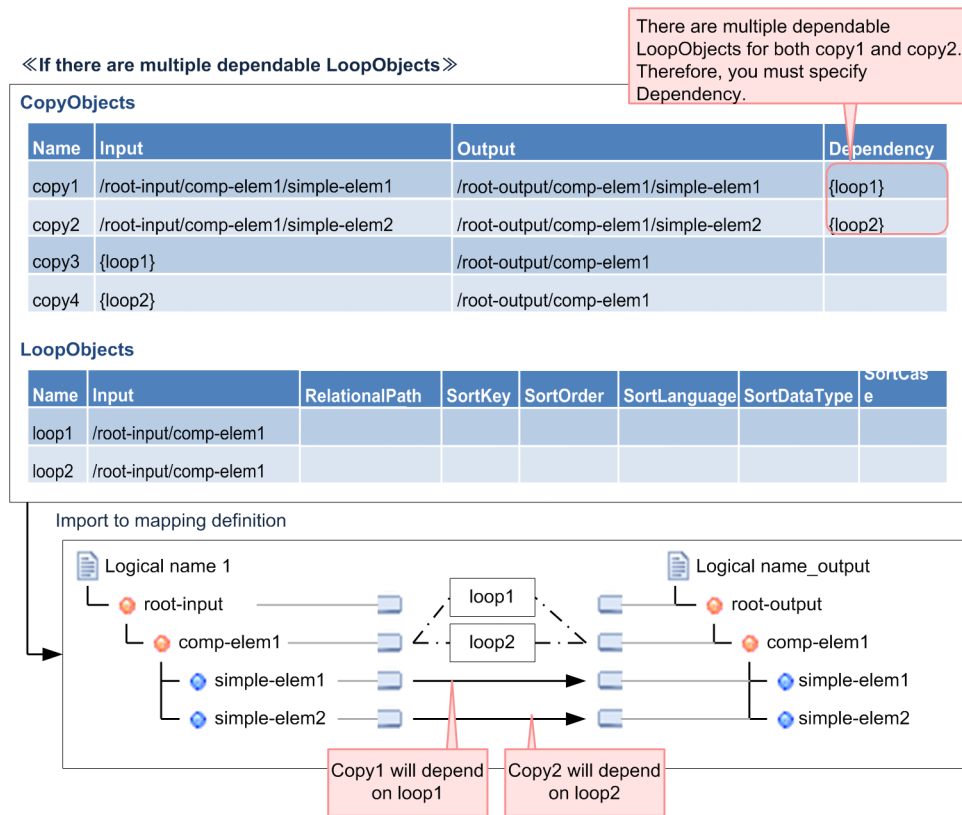 There are multiple dependable
LoopObjects for both copy1 and copy2.
Therefore, you must specify
Dependency.
≪If there are multiple dependable LoopObjects≫
CopyObjects
Name Input Output Dependency
copy1 /root-input/comp-elem1/simple-elem1 /root-output/comp-elem1/simple-elem1 {loop1}
copy2 /root-input/comp-elem1/simple-elem2 /root-output/comp-elem1/simple-elem2 {loop2}
copy3 {loop1} /root-output/comp-elem1
copy4 {loop2} /root-output/comp-elem1
LoopObjects
Name Input RelationalPath SortKey SortOrder SortLanguage SortDataType SortCas
e
loop1 /root-input/comp-elem1
loop2 /root-input/comp-elem1
Import to mapping definition
Logical name 1 Logical name_output
root-input loop1 root-output
comp-elem1 loop2 comp-elem1
simple-elem1 simple-elem1
simple-elem2 simple-elem2
Copy1 will depend
on loop1
Copy2 will depend
on loop2